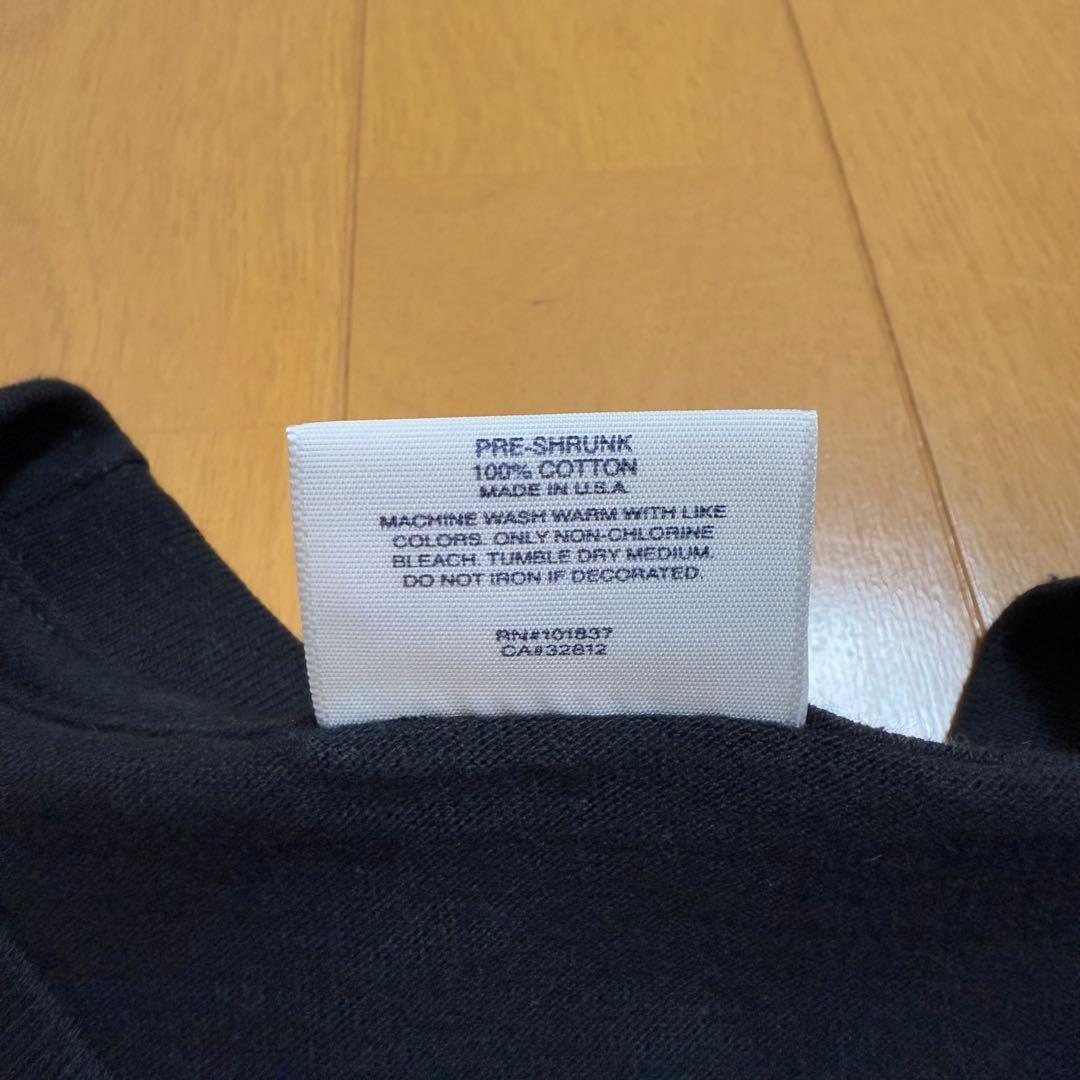 PRE-SHRUNK
100% COTTON
MADE IN U.S.A.
MACHINE WASH WARM WITH LIKE
COLORS. ONLY NON-CHLORINE
BLEACH. TUMBLE DRY MEDIUM.
DO NOT IRON IF DECORATED.
RN#101837
CA#32812